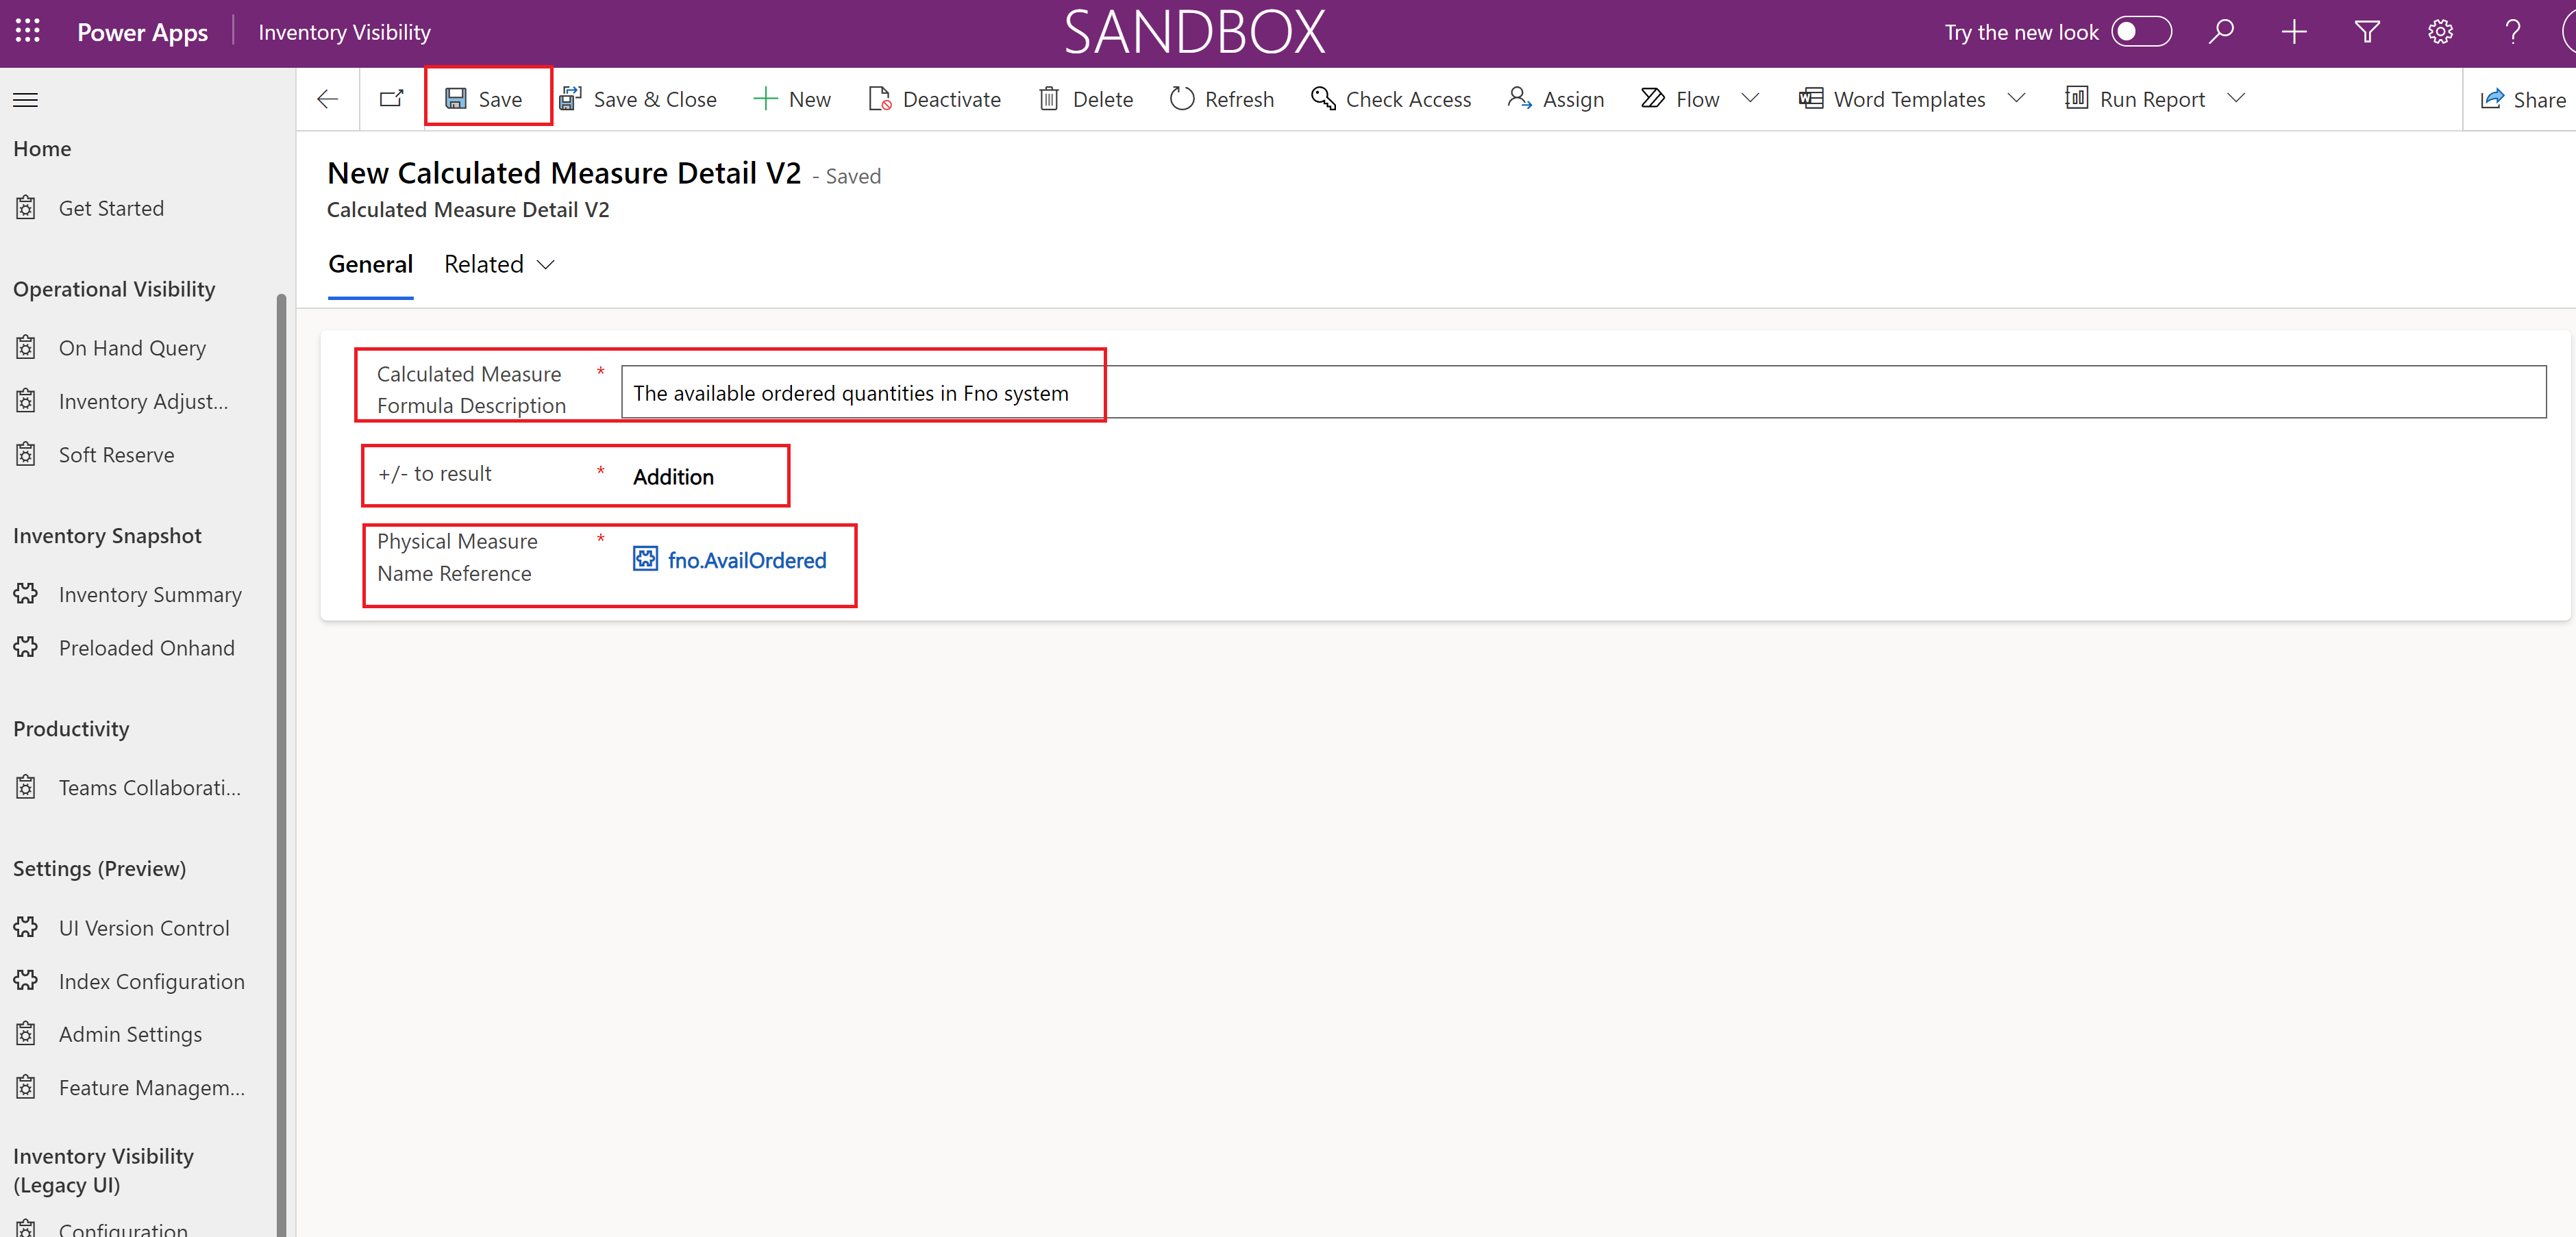 Power Apps
Inventory Visibility
SANDBOX
Try the new look
Save
Save & Close
New
Deactivate
Delete
Refresh
Check Access
Assign
Flow
Word Templates
Run Report
Share
Home
Get Started
Operational Visibility
On Hand Query
Inventory Adjust...
Soft Reserve
Inventory Snapshot
Inventory Summary
Preloaded Onhand
Productivity
Teams Collaborati...
Settings (Preview)
UI Version Control
Index Configuration
Admin Settings
Feature Managem...
Inventory Visibility
(Legacy UI)
Configuration
New Calculated Measure Detail V2 - Saved
Calculated Measure Detail V2
General
Related
Calculated Measure *
Formula Description
The available ordered quantities in Fno system
+/- to result *
Addition
Physical Measure *
Name Reference
fno.AvailOrdered